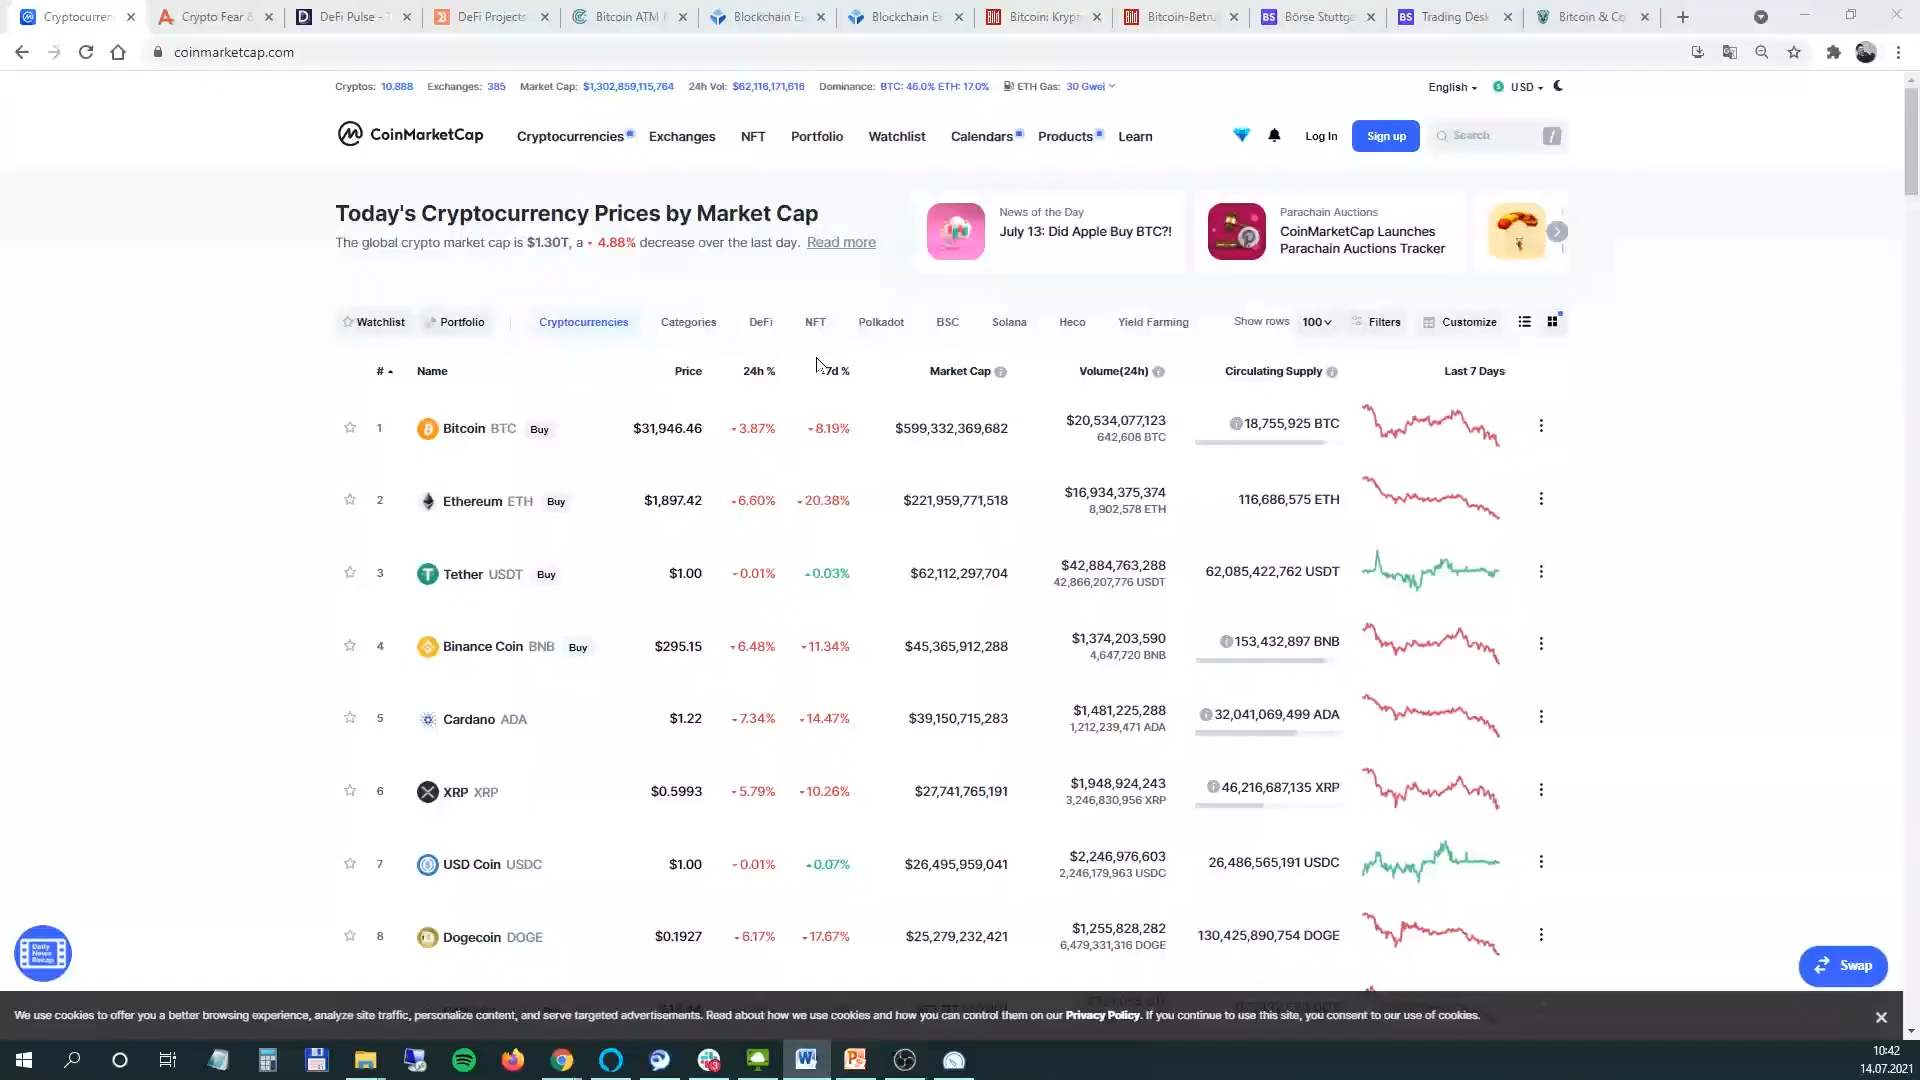 Cryptocurren
Crypto Fear &
DeFi Pulse -
DeFi Projects
Bitcoin ATM
Blockchain E
Blockchain E
Bitcoin: Krypt
Bitcoin-Betru
Börse Stuttga
Trading Desk
Bitcoin & Co
coinmarketcap.com
Cryptos: 10.888 Exchanges: 385 Market Cap: $1,302,859,115,764 24h Vol: $62,116,171,616 Dominance: BTC: 46.0% ETH: 17.0% ETH Gas: 30 Gwei
English USD
CoinMarketCap
Cryptocurrencies Exchanges NFT Portfolio Watchlist Calendars Products Learn
Log In Sign up Search /
Today's Cryptocurrency Prices by Market Cap
The global crypto market cap is $1.30T, a 4.88% decrease over the last day. Read more
News of the Day
July 13: Did Apple Buy BTC?!
Parachain Auctions
CoinMarketCap Launches
Parachain Auctions Tracker
Watchlist Portfolio Cryptocurrencies Categories DeFi NFT Polkadot BSC Solana Heco Yield Farming Show rows 100 Filters Customize
# Name Price 24h % 7d % Market Cap Volume(24h) Circulating Supply Last 7 Days
1 Bitcoin BTC Buy $31,946.46 3.87% 8.19% $599,332,369,682 $20,534,077,123 18,755,925 BTC
642,608 BTC
2 Ethereum ETH Buy $1,897.42 6.60% 20.38% $221,959,771,518 $16,934,375,374 116,686,575 ETH
8,902,578 ETH
3 Tether USDT Buy $1.00 0.01% 0.03% $62,112,297,704 $42,884,763,288 62,085,422,762 USDT
42,866,207,776 USDT
4 Binance Coin BNB Buy $295.15 6.48% 11.34% $45,365,912,288 $1,374,203,590 153,432,897 BNB
4,647,720 BNB
5 Cardano ADA $1.22 7.34% 14.47% $39,150,715,283 $1,481,225,288 32,041,069,499 ADA
1,212,239,471 ADA
6 XRP XRP $0.5993 5.79% 10.26% $27,741,765,191 $1,948,924,243 46,216,687,135 XRP
3,246,830,956 XRP
7 USD Coin USDC $1.00 0.01% 0.07% $26,495,959,041 $2,246,976,603 26,486,565,191 USDC
2,246,179,963 USDC
8 Dogecoin DOGE $0.1927 6.17% 17.67% $25,279,232,421 $1,255,828,282 130,425,890,754 DOGE
6,479,331,316 DOGE
Daily
News
Recap
Swap
We use cookies to offer you a better browsing experience, analyze site traffic, personalize content, and serve targeted advertisements. Read about how we use cookies and how you can control them on our Privacy Policy. If you continue to use this site, you consent to our use of cookies.
10:42
14.07.2021